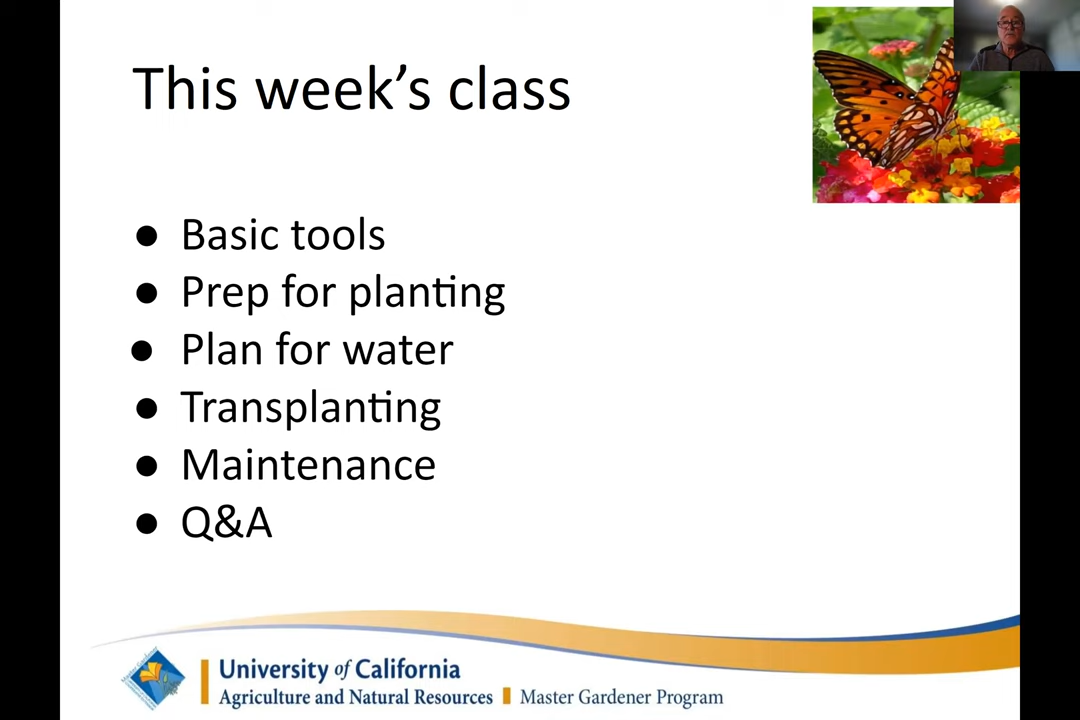 This week's class
● Basic tools
● Prep for planting
● Plan for water
● Transplanting
● Maintenance
● Q&A
University of California
Agriculture and Natural Resources Master Gardener Program